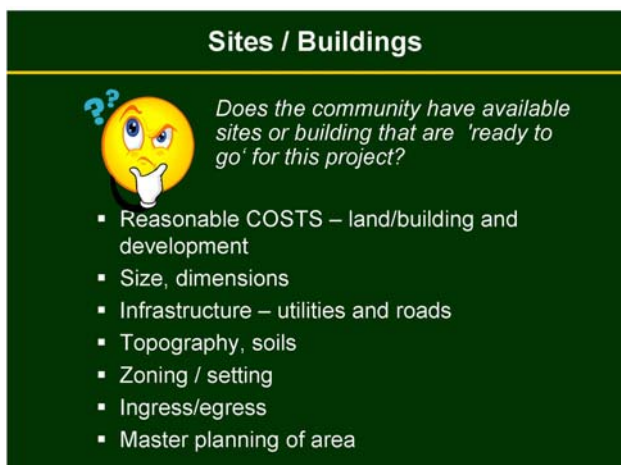 Sites / Buildings
??
Does the community have available
sites or building that are 'ready to
go‘ for this project?
▪ Reasonable COSTS – land/building and
development
▪ Size, dimensions
▪ Infrastructure – utilities and roads
▪ Topography, soils
▪ Zoning / setting
▪ Ingress/egress
▪ Master planning of area